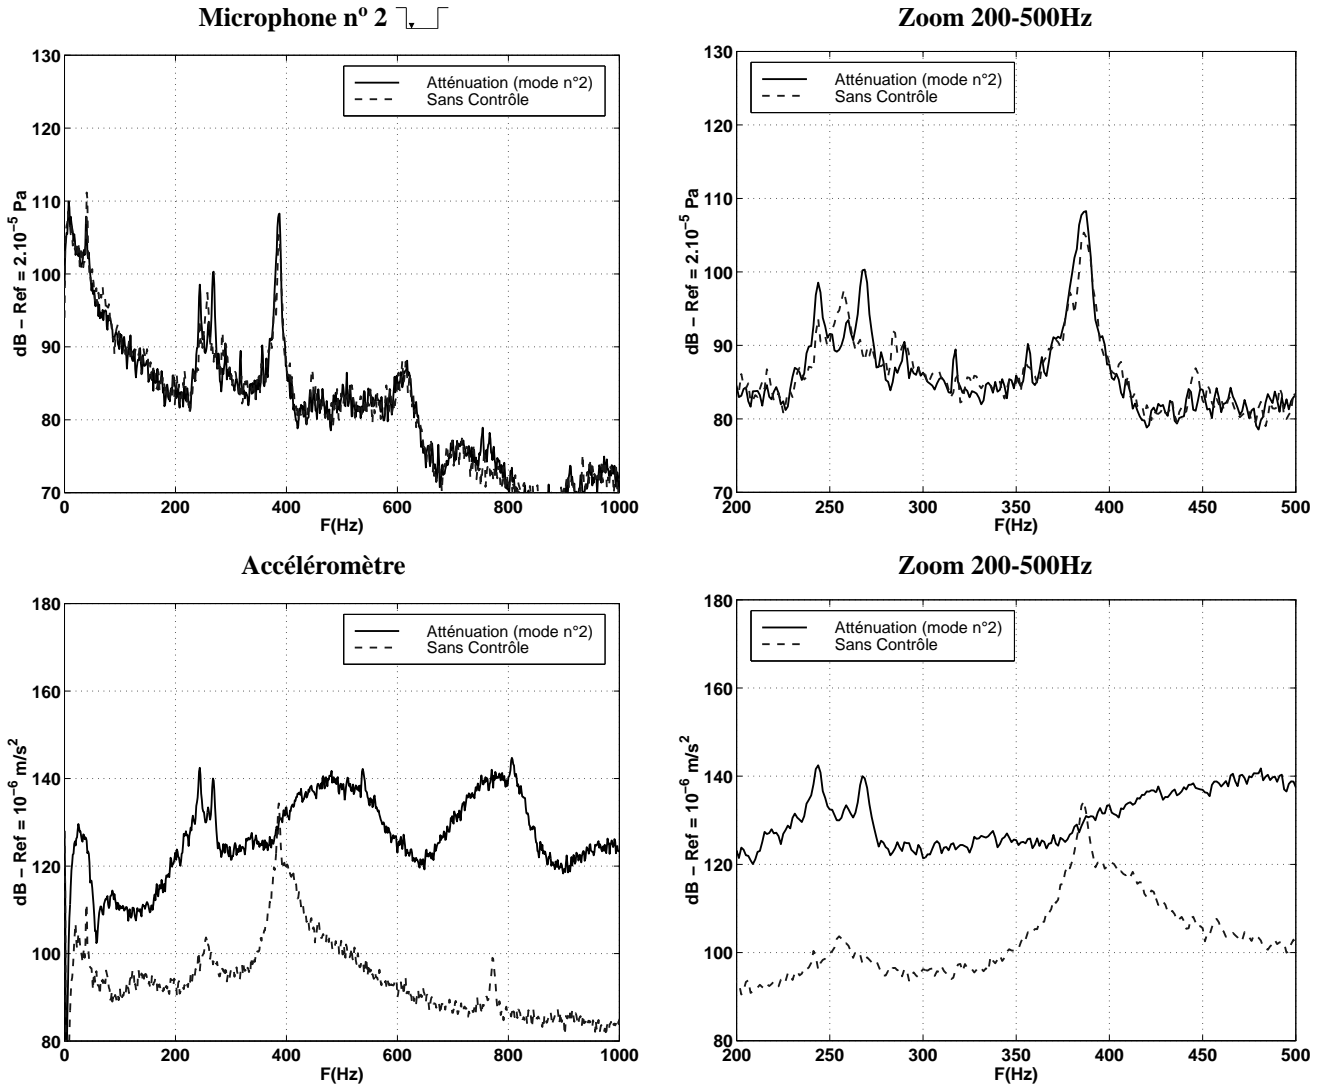 Microphone nº 2
130
120
110
100
90
80
70
0
200
400
600
800
1000
F(Hz)
dB – Ref = 2.10⁻⁵ Pa
Atténuation (mode n°2)
Sans Contrôle
Zoom 200-500Hz
130
120
110
100
90
80
70
200
250
300
350
400
450
500
F(Hz)
dB – Ref = 2.10⁻⁵ Pa
Atténuation (mode n°2)
Sans Contrôle
Accéléromètre
180
160
140
120
100
80
0
200
400
600
800
1000
F(Hz)
dB – Ref = 10⁻⁶ m/s²
Atténuation (mode n°2)
Sans Contrôle
Zoom 200-500Hz
180
160
140
120
100
80
200
250
300
350
400
450
500
F(Hz)
dB – Ref = 10⁻⁶ m/s²
Atténuation (mode n°2)
Sans Contrôle